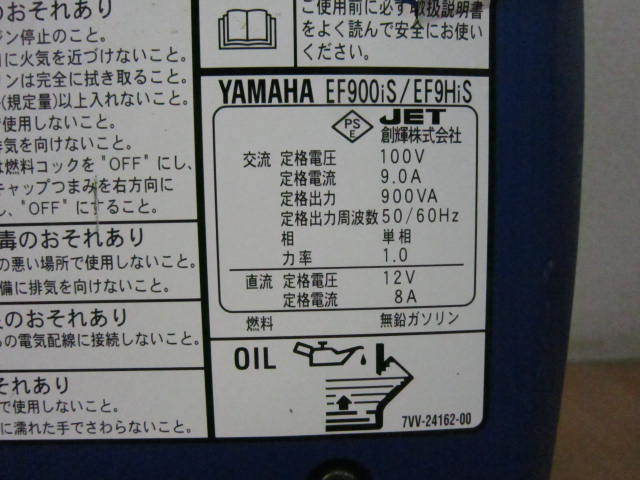 のおそれあり
ジン停止のこと。
に火気を近づけないこと。
リンは完全に拭き取ること。
(規定量)以上入れないこと。
で使用しないこと。
排気を向けないこと。
は燃料コックを"OFF"にし、
キャップつまみを右方向に
し、"OFF"にすること。
毒のおそれあり
の悪い場所で使用しないこと。
備に排気を向けないこと。
のおそれあり
の電気配線に接続しないこと。
それあり
で使用しないこと。
に濡れた手でさわらないこと。
ご使用前に必ず取扱説明書
をよく読んで安全にお使い
ください。
YAMAHA EF900iS/EF9HiS
PSE JET
創輝株式会社
交流 定格電圧 100V
定格電流 9.0A
定格出力 900VA
定格出力周波数 50/60Hz
相 単相
力率 1.0
直流 定格電圧 12V
定格電流 8A
燃料 無鉛ガソリン
OIL
7VV-24162-00